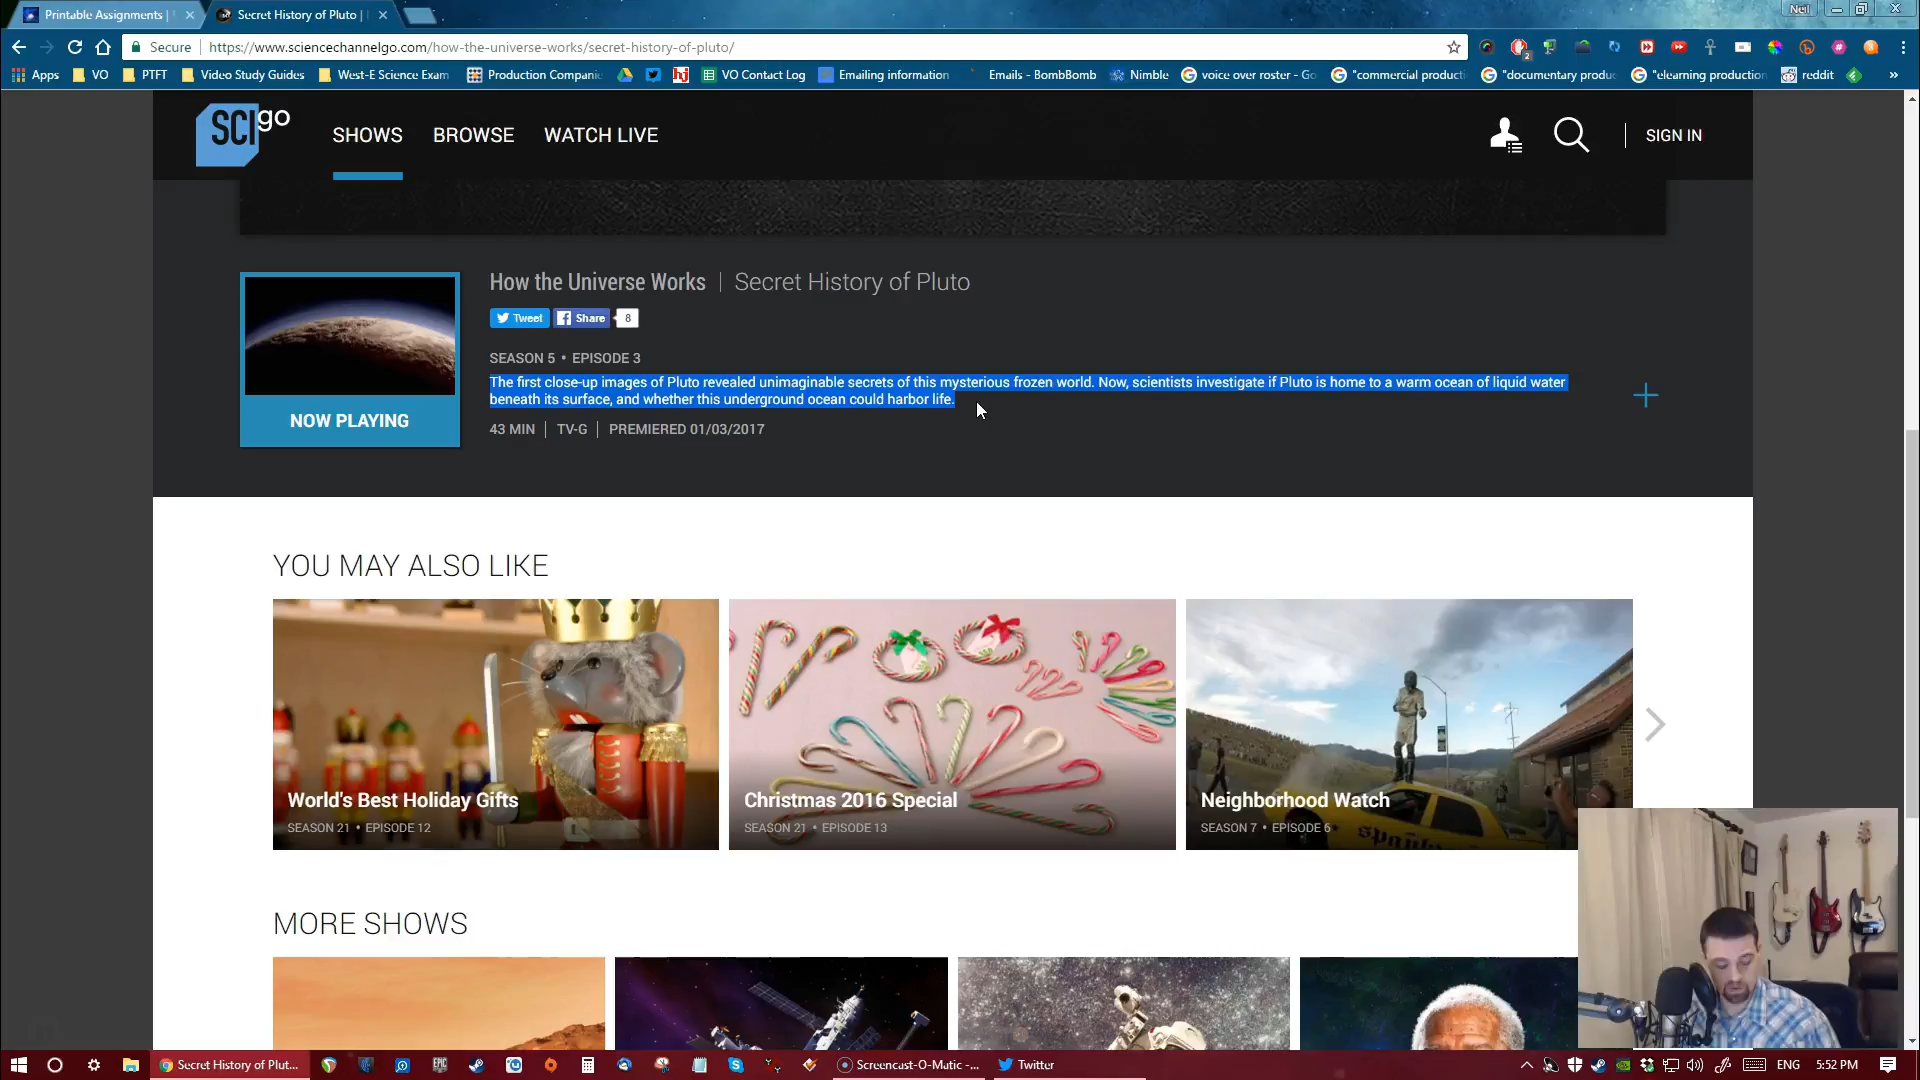 Printable Assignments |
Secret History of Pluto |
Neil
Secure
https://www.sciencechannelgo.com/how-the-universe-works/secret-history-of-pluto/
Apps
VO
PTFT
Video Study Guides
West-E Science Exam
Production Companie
VO Contact Log
Emailing information
Emails - BombBomb
Nimble
voice over roster - Go
"commercial producti
"documentary produc
"elearning production
reddit
SCI go
SHOWS
BROWSE
WATCH LIVE
SIGN IN
How the Universe Works | Secret History of Pluto
Tweet
Share
8
SEASON 5 • EPISODE 3
The first close-up images of Pluto revealed unimaginable secrets of this mysterious frozen world. Now, scientists investigate if Pluto is home to a warm ocean of liquid water
beneath its surface, and whether this underground ocean could harbor life.
43 MIN | TV-G | PREMIERED 01/03/2017
NOW PLAYING
YOU MAY ALSO LIKE
World's Best Holiday Gifts
SEASON 21 • EPISODE 12
Christmas 2016 Special
SEASON 21 • EPISODE 13
Neighborhood Watch
SEASON 7 • EPISODE 6
MORE SHOWS
Secret History of Plut...
EPIC
Screencast-O-Matic -...
Twitter
ENG
5:52 PM